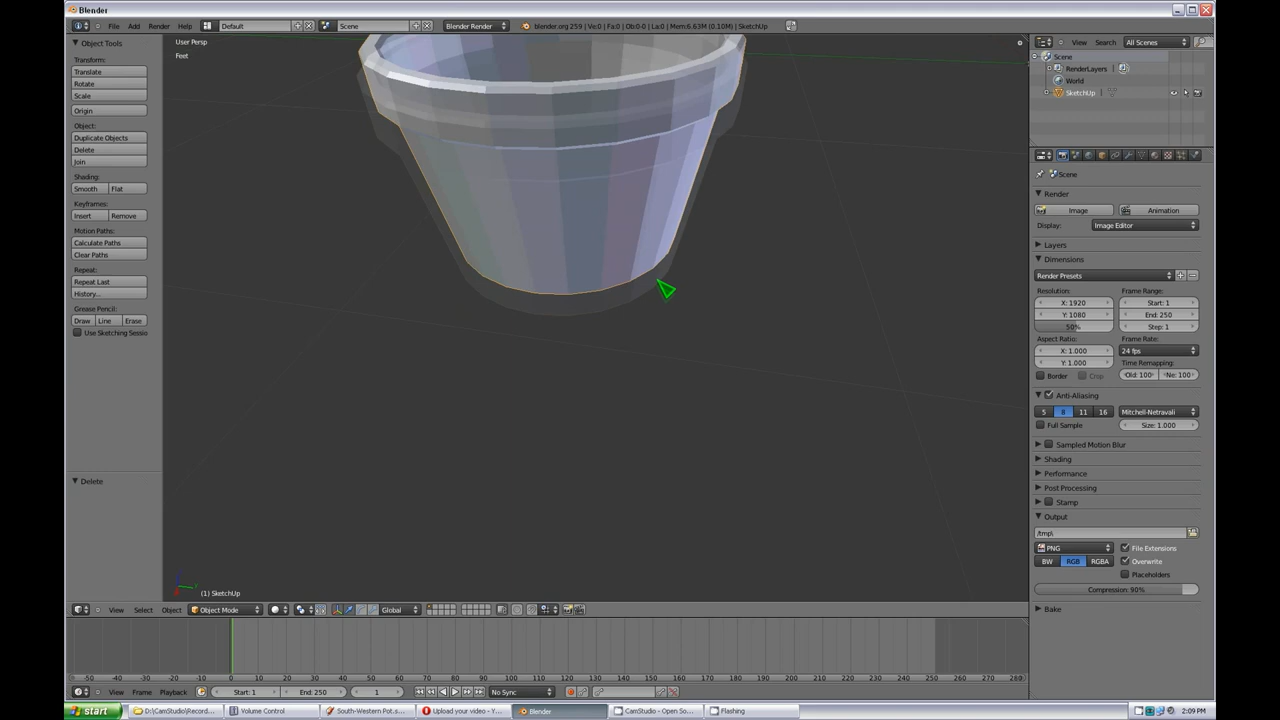 Blender
File Add Render Help Default Scene Blender Render blender.org 259 | Ve:0 | Fa:0 | Ob:0-0 | La:0 | Mem:6.63M (0.10M) | SketchUp
Object Tools
Transform:
Translate
Rotate
Scale
Origin
Object:
Duplicate Objects
Delete
Join
Shading:
Smooth Flat
Keyframes:
Insert Remove
Motion Paths:
Calculate Paths
Clear Paths
Repeat:
Repeat Last
History...
Grease Pencil:
Draw Line Erase
Use Sketching Sessio
Delete
User Persp
Feet
(1) SketchUp
View Select Object Object Mode Global
View Search All Scenes
Scene
RenderLayers
World
SketchUp
Scene
Render
Image Animation
Display: Image Editor
Layers
Dimensions
Render Presets
Resolution: Frame Range:
X: 1920 Start: 1
Y: 1080 End: 250
50% Step: 1
Aspect Ratio: Frame Rate:
X: 1.000 24 fps
Y: 1.000 Time Remapping:
Border Crop Old: 100 Ne: 100
Anti-Aliasing
5 8 11 16 Mitchell-Netravali
Full Sample Size: 1.000
Sampled Motion Blur
Shading
Performance
Post Processing
Stamp
Output
/tmp\
PNG File Extensions
BW RGB RGBA Overwrite
Placeholders
Compression: 90%
Bake
-50 -40 -30 -20 -10 0 10 20 30 40 50 60 70 80 90 100 110 120 130 140 150 160 170 180 190 200 210 220 230 240 250 260 270 280
View Frame Playback Start: 1 End: 250 1 No Sync
start D:\CamStudio\Record... Volume Control South-Western Pot.s... Upload your video - Y... Blender CamStudio - Open So... Flashing 2:09 PM